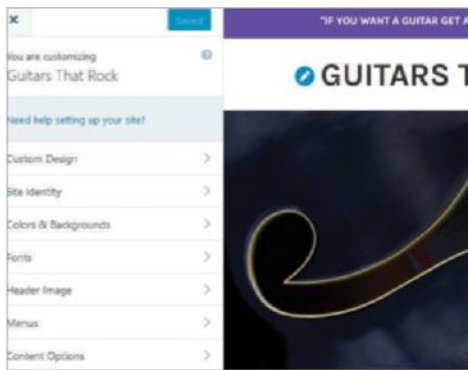 Saved
"IF YOU WANT A GUITAR GET A
You are customizing
Guitars That Rock
GUITARS T
Need help setting up your site?
Custom Design
Site Identity
Colors & Backgrounds
Fonts
Header Image
Menus
Content Options